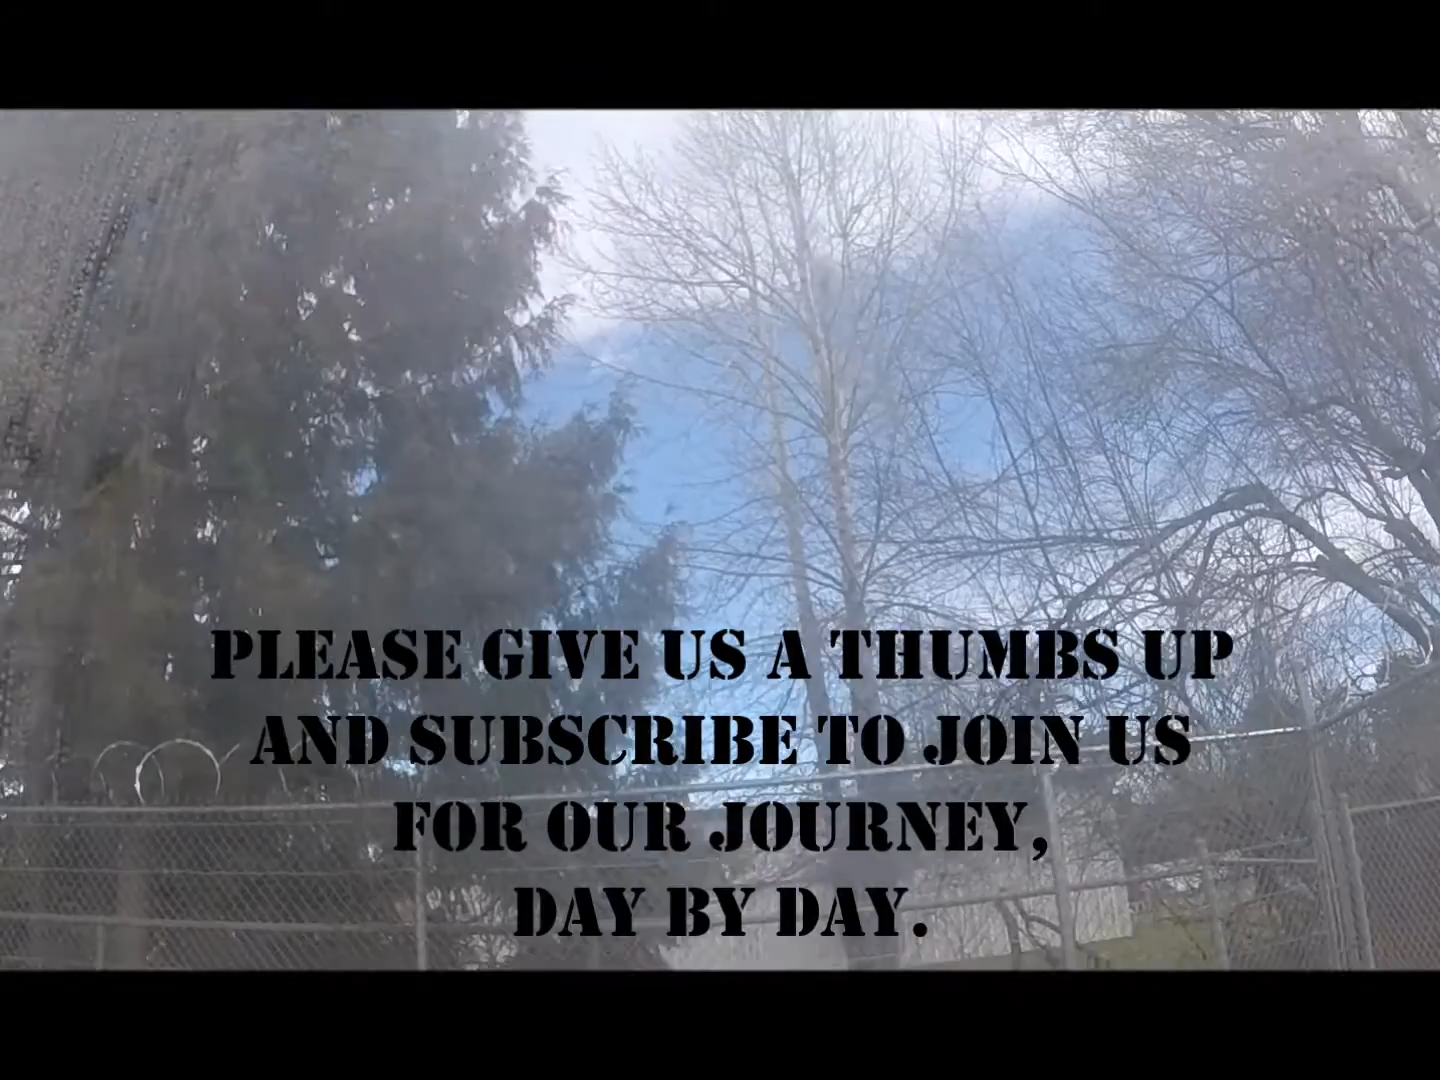 PLEASE GIVE US A THUMBS UP
AND SUBSCRIBE TO JOIN US
FOR OUR JOURNEY,
DAY BY DAY.